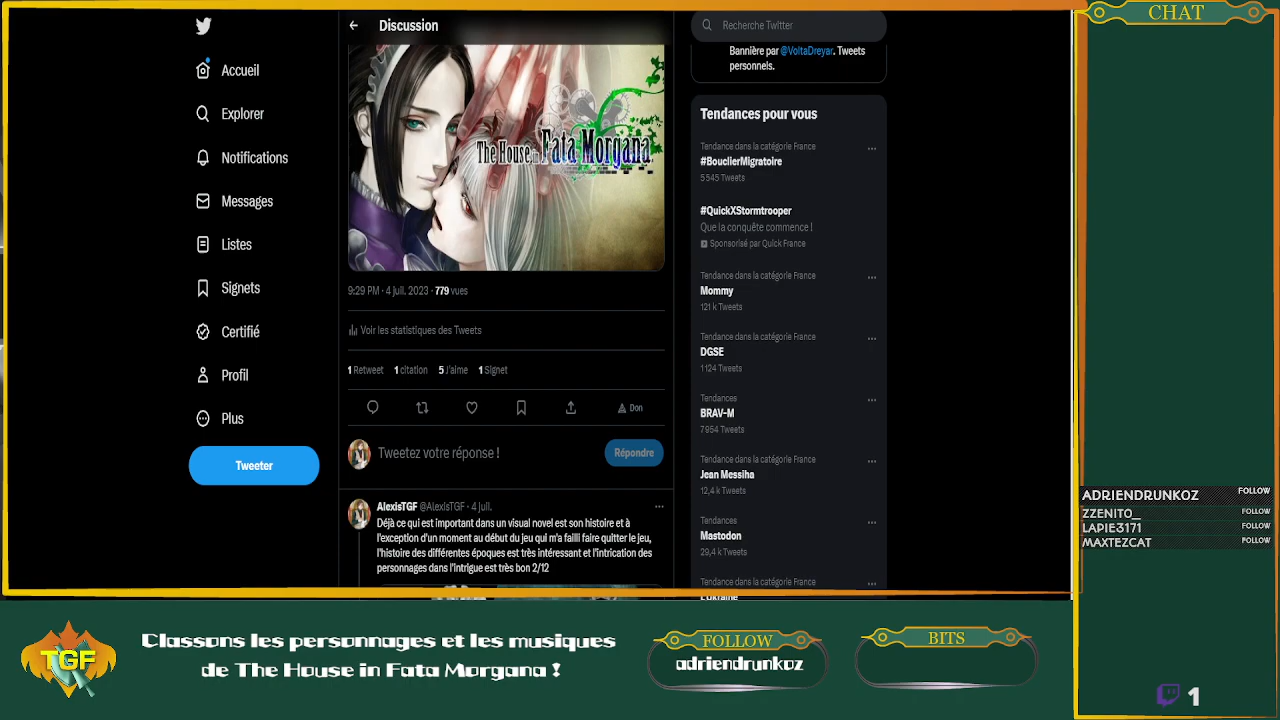 Discussion
Accueil
Explorer
Notifications
Messages
Listes
Signets
Certifié
Profil
Plus
Tweeter
The House in Fata Morgana
9:29 PM · 4 juil. 2023 · 779 vues
Voir les statistiques des Tweets
1 Retweet 1 citation 5 J'aime 1 Signet
Don
Tweetez votre réponse !
Répondre
AlexisTGF @AlexisTGF · 4 juil.
Déjà ce qui est important dans un visual novel est son histoire et à
l'exception d'un moment au début du jeu qui m'a failli faire quitter le jeu,
l'histoire des différentes époques est très intéressant et l'intrication des
personnages dans l'intrigue est très bon 2/12
Recherche Twitter
Bannière par @VoltaDreyar. Tweets
personnels.
Tendances pour vous
Tendance dans la catégorie France
#BouclierMigratoire
5 545 Tweets
#QuickXStormtrooper
Que la conquête commence !
Sponsorisé par Quick France
Tendance dans la catégorie France
Mommy
121 k Tweets
Tendance dans la catégorie France
DGSE
1 124 Tweets
Tendances
BRAV-M
7 954 Tweets
Tendance dans la catégorie France
Jean Messiha
12,4 k Tweets
Tendances
Mastodon
29,4 k Tweets
Tendance dans la catégorie France
L'Ukraine
CHAT
ADRIENDRUNKOZ FOLLOW
ZZENITO_ FOLLOW
LAPIE3171 FOLLOW
MAXTEZCAT FOLLOW
TGF
Classons les personnages et les musiques
de The House in Fata Morgana !
FOLLOW
adriendrunkoz
BITS
1